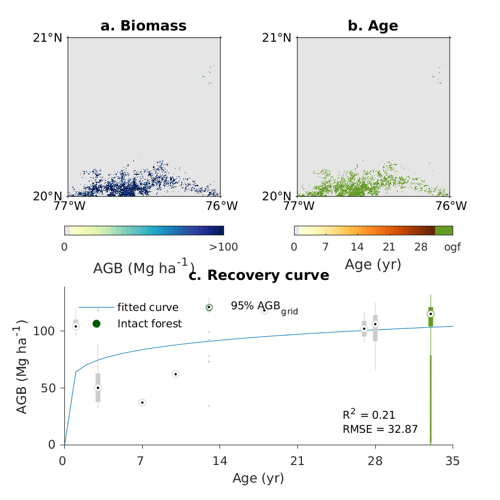 a. Biomass
b. Age
21°N
21°N
20°N
20°N
77°W
76°W
77°W
76°W
0
>100
0
7
14
21
28
ogf
AGB (Mg ha-1)
Age (yr)
c. Recovery curve
fitted curve
95% AGBgrid
Intact forest
100
50
0
AGB (Mg ha-1)
R2 = 0.21
RMSE = 32.87
0
7
14
21
28
35
Age (yr)